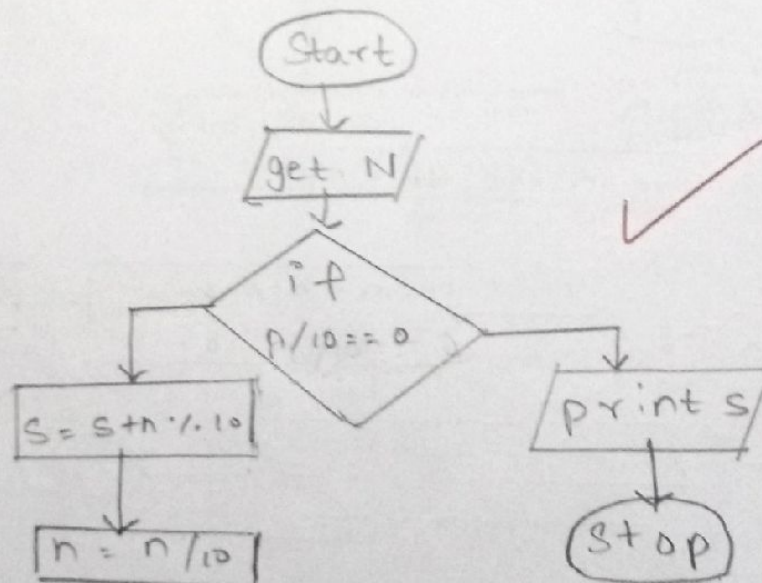 Start
get N
if
n/10 == 0
S = S+n % 10
print s
n = n/10
stop